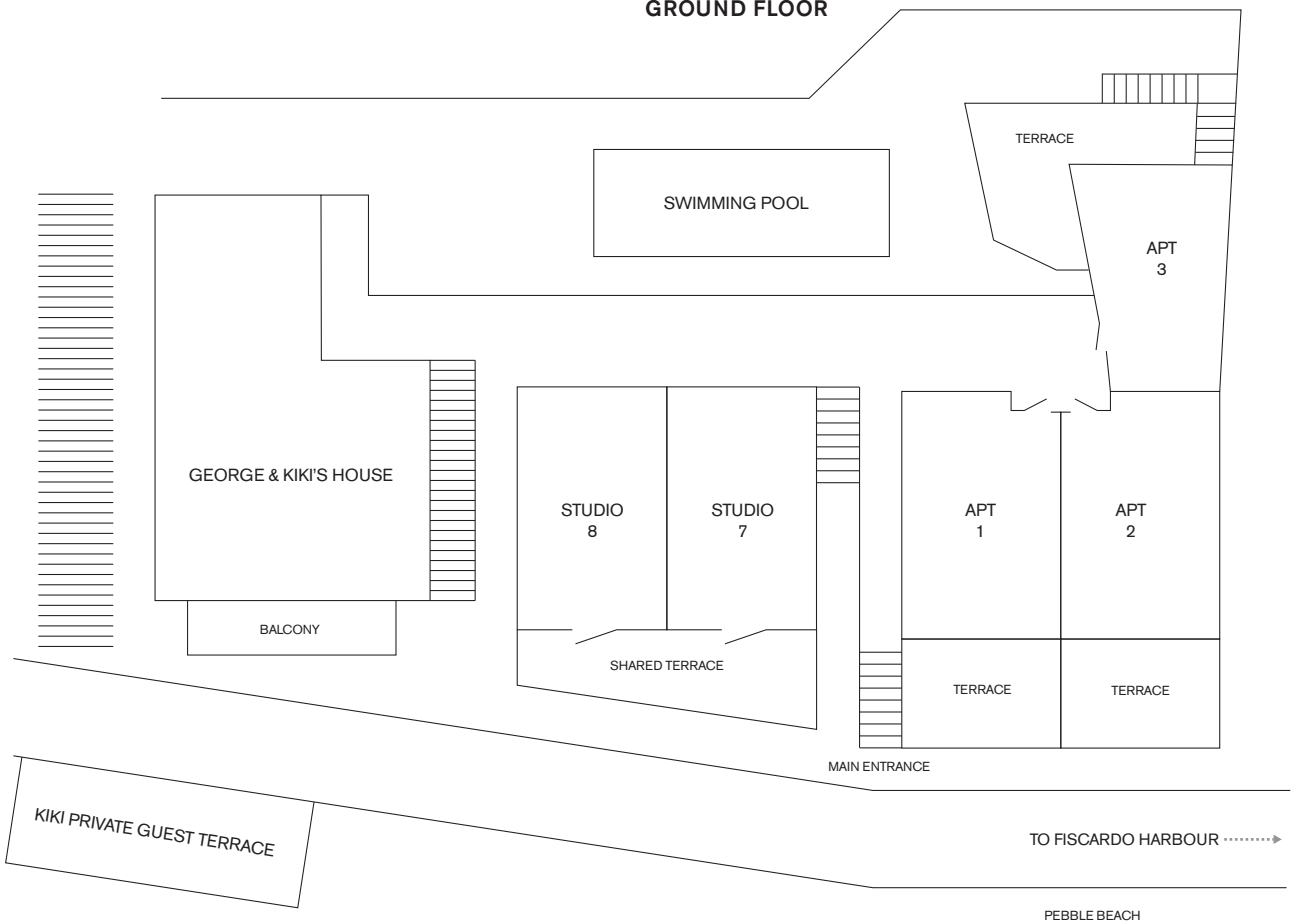 GROUND FLOOR
TERRACE
SWIMMING POOL
APT
3
GEORGE & KIKI'S HOUSE
STUDIO
8
STUDIO
7
APT
1
APT
2
BALCONY
SHARED TERRACE
TERRACE
TERRACE
MAIN ENTRANCE
KIKI PRIVATE GUEST TERRACE
TO FISCARDO HARBOUR
PEBBLE BEACH